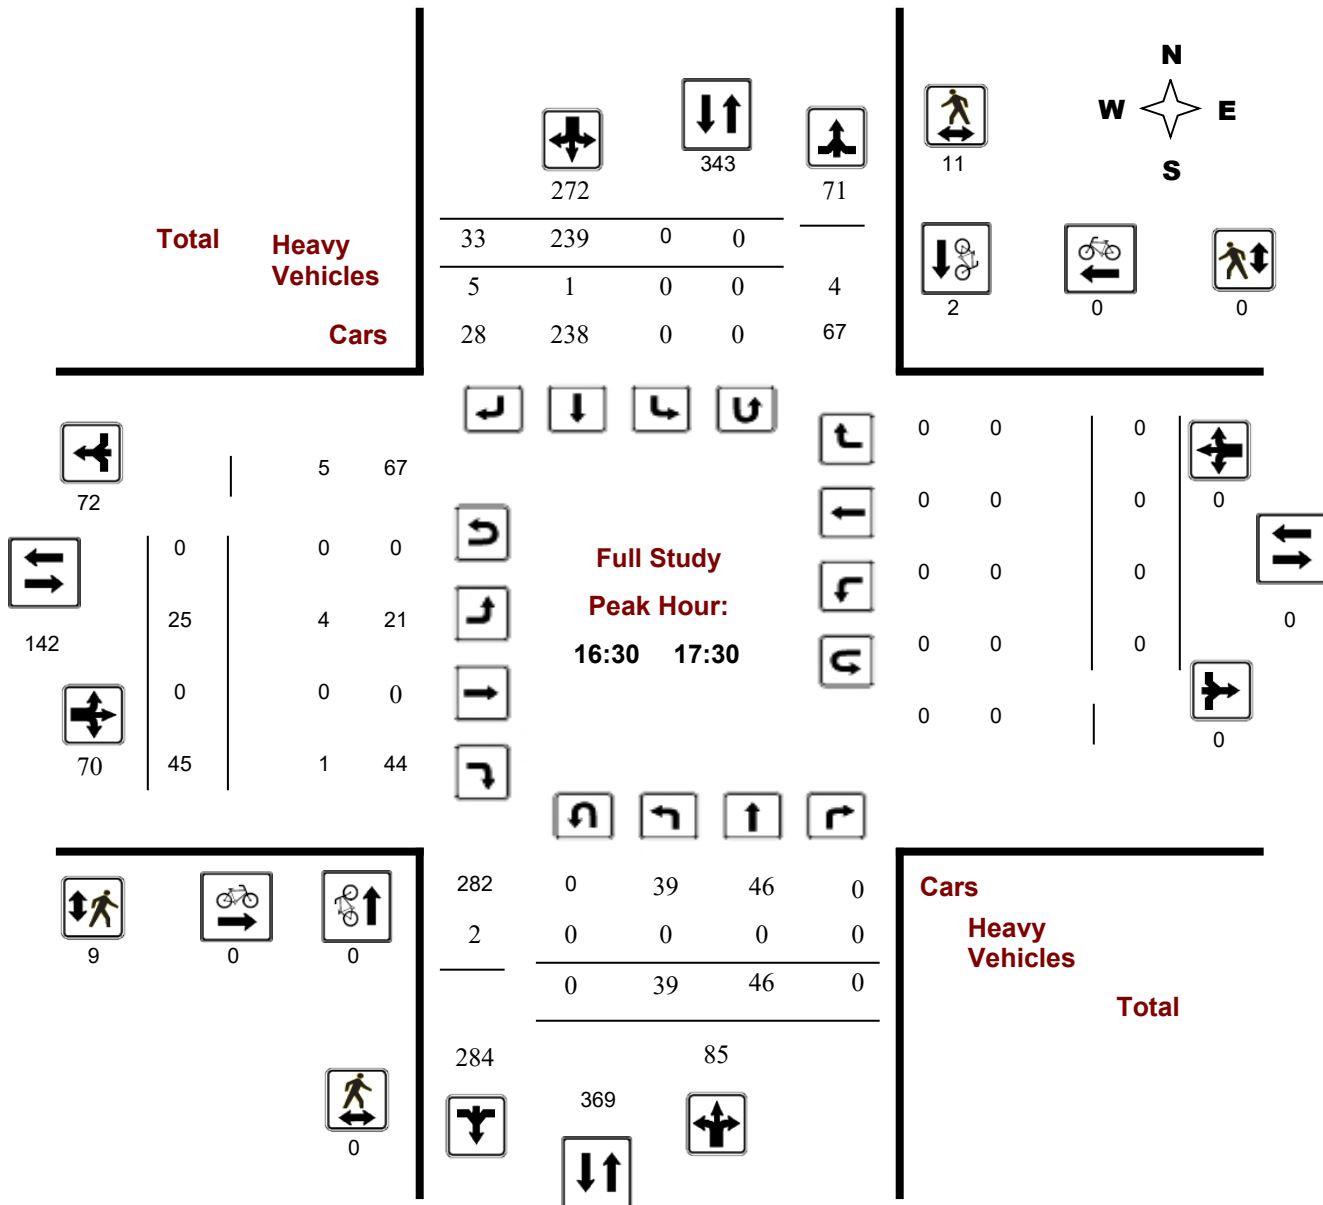 N
W E
S
343
11
272 71
Total Heavy
Vehicles
33 239 0 0
5 1 0 0 4
2 0 0
Cars 28 238 0 0 67
0 0 0
5 67
72 0 0 0 0
0 0
Full Study
25 4 21 Peak Hour: 0 0 0
142 16:30 17:30 0 0 0 0
0 0 0
0 0
70 45 1 44 0
282 0 39 46 0 Cars
2 0 0 0 0 Heavy
Vehicles
9 0 0
0 39 46 0
Total
284 85
369
0